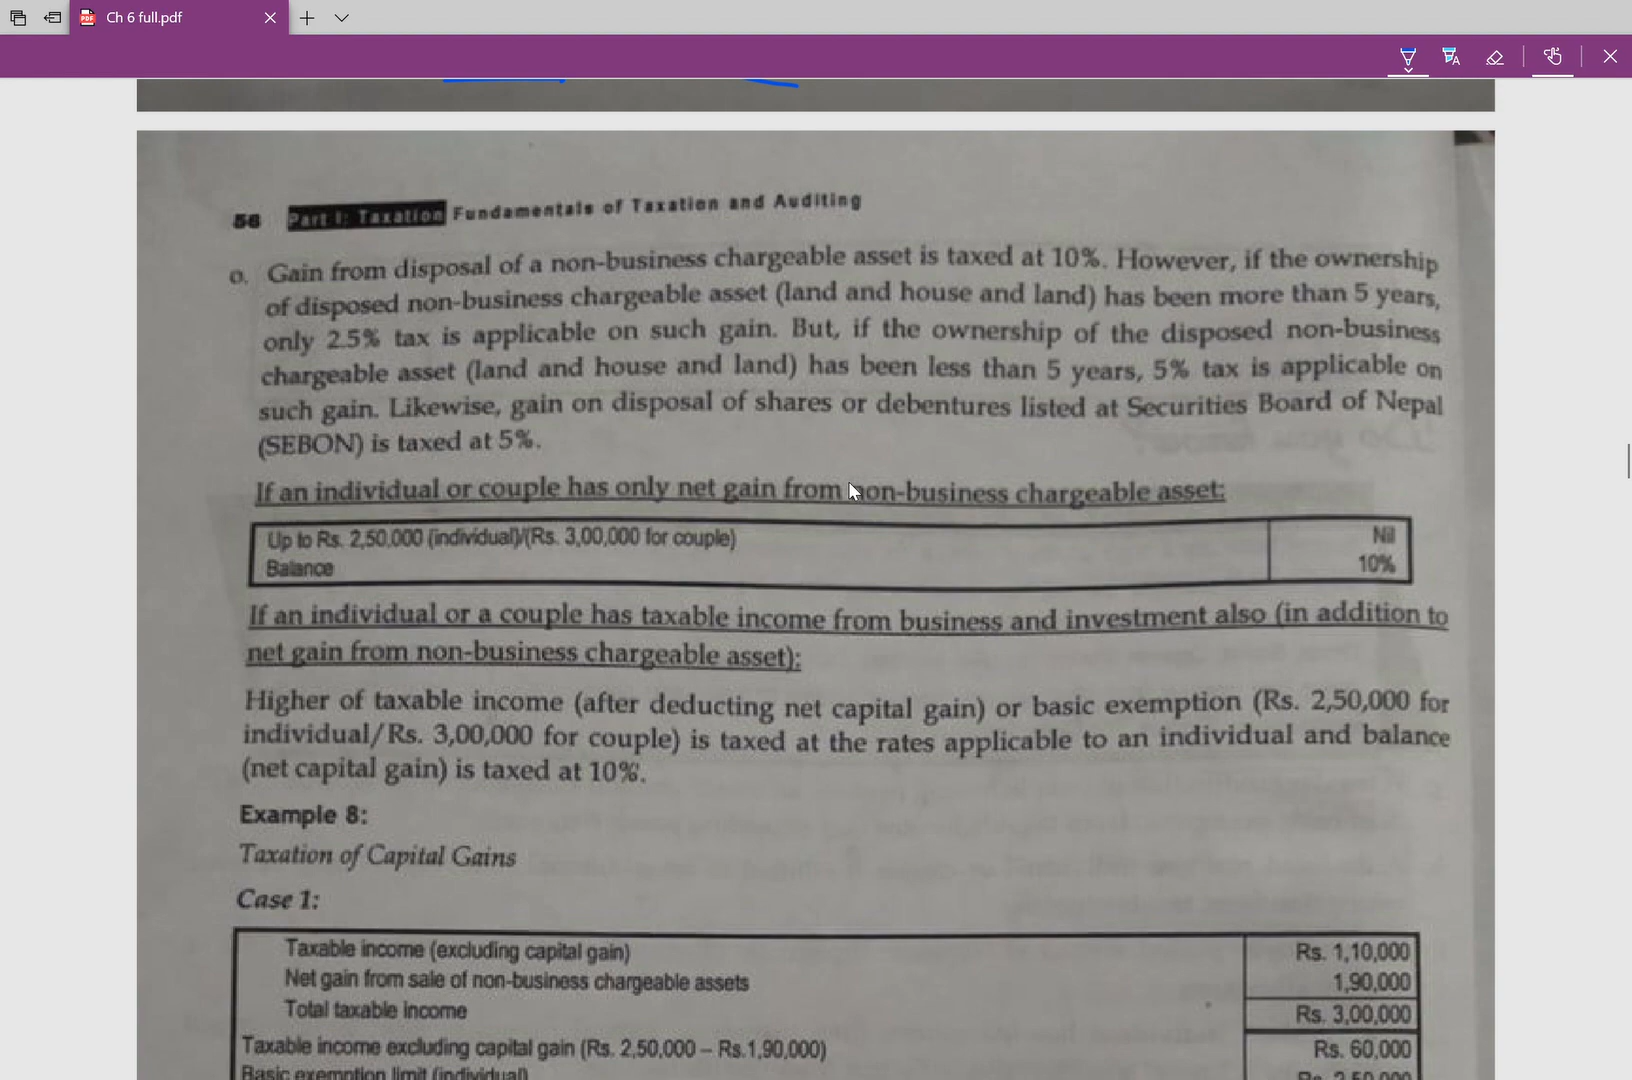 Ch 6 full.pdf
56 Part I: Taxation Fundamentals of Taxation and Auditing
o. Gain from disposal of a non-business chargeable asset is taxed at 10%. However, if the ownership
of disposed non-business chargeable asset (land and house and land) has been more than 5 years,
only 2.5% tax is applicable on such gain. But, if the ownership of the disposed non-business
chargeable asset (land and house and land) has been less than 5 years, 5% tax is applicable on
such gain. Likewise, gain on disposal of shares or debentures listed at Securities Board of Nepal
(SEBON) is taxed at 5%.
If an individual or couple has only net gain from non-business chargeable asset:
Up to Rs. 2,50,000 (individual)/(Rs. 3,00,000 for couple) Nil
Balance 10%
If an individual or a couple has taxable income from business and investment also (in addition to
net gain from non-business chargeable asset):
Higher of taxable income (after deducting net capital gain) or basic exemption (Rs. 2,50,000 for
individual/Rs. 3,00,000 for couple) is taxed at the rates applicable to an individual and balance
(net capital gain) is taxed at 10%.
Example 8:
Taxation of Capital Gains
Case 1:
Taxable income (excluding capital gain) Rs. 1,10,000
Net gain from sale of non-business chargeable assets 1,90,000
Total taxable income Rs. 3,00,000
Taxable income excluding capital gain (Rs. 2,50,000 – Rs.1,90,000) Rs. 60,000
Basic exemption limit (individual) Rs. 2,50,000